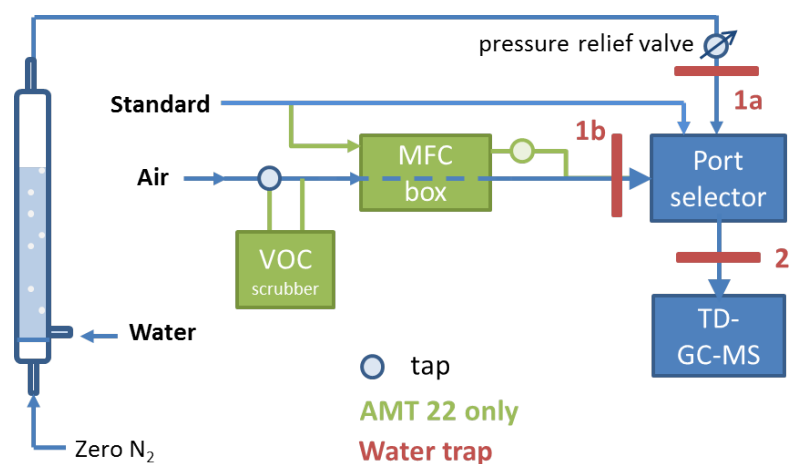 pressure relief valve
1a
Standard
1b
MFC
box
Port
selector
Air
VOC
scrubber
2
Water
TD-
GC-MS
tap
AMT 22 only
Zero N₂
Water trap